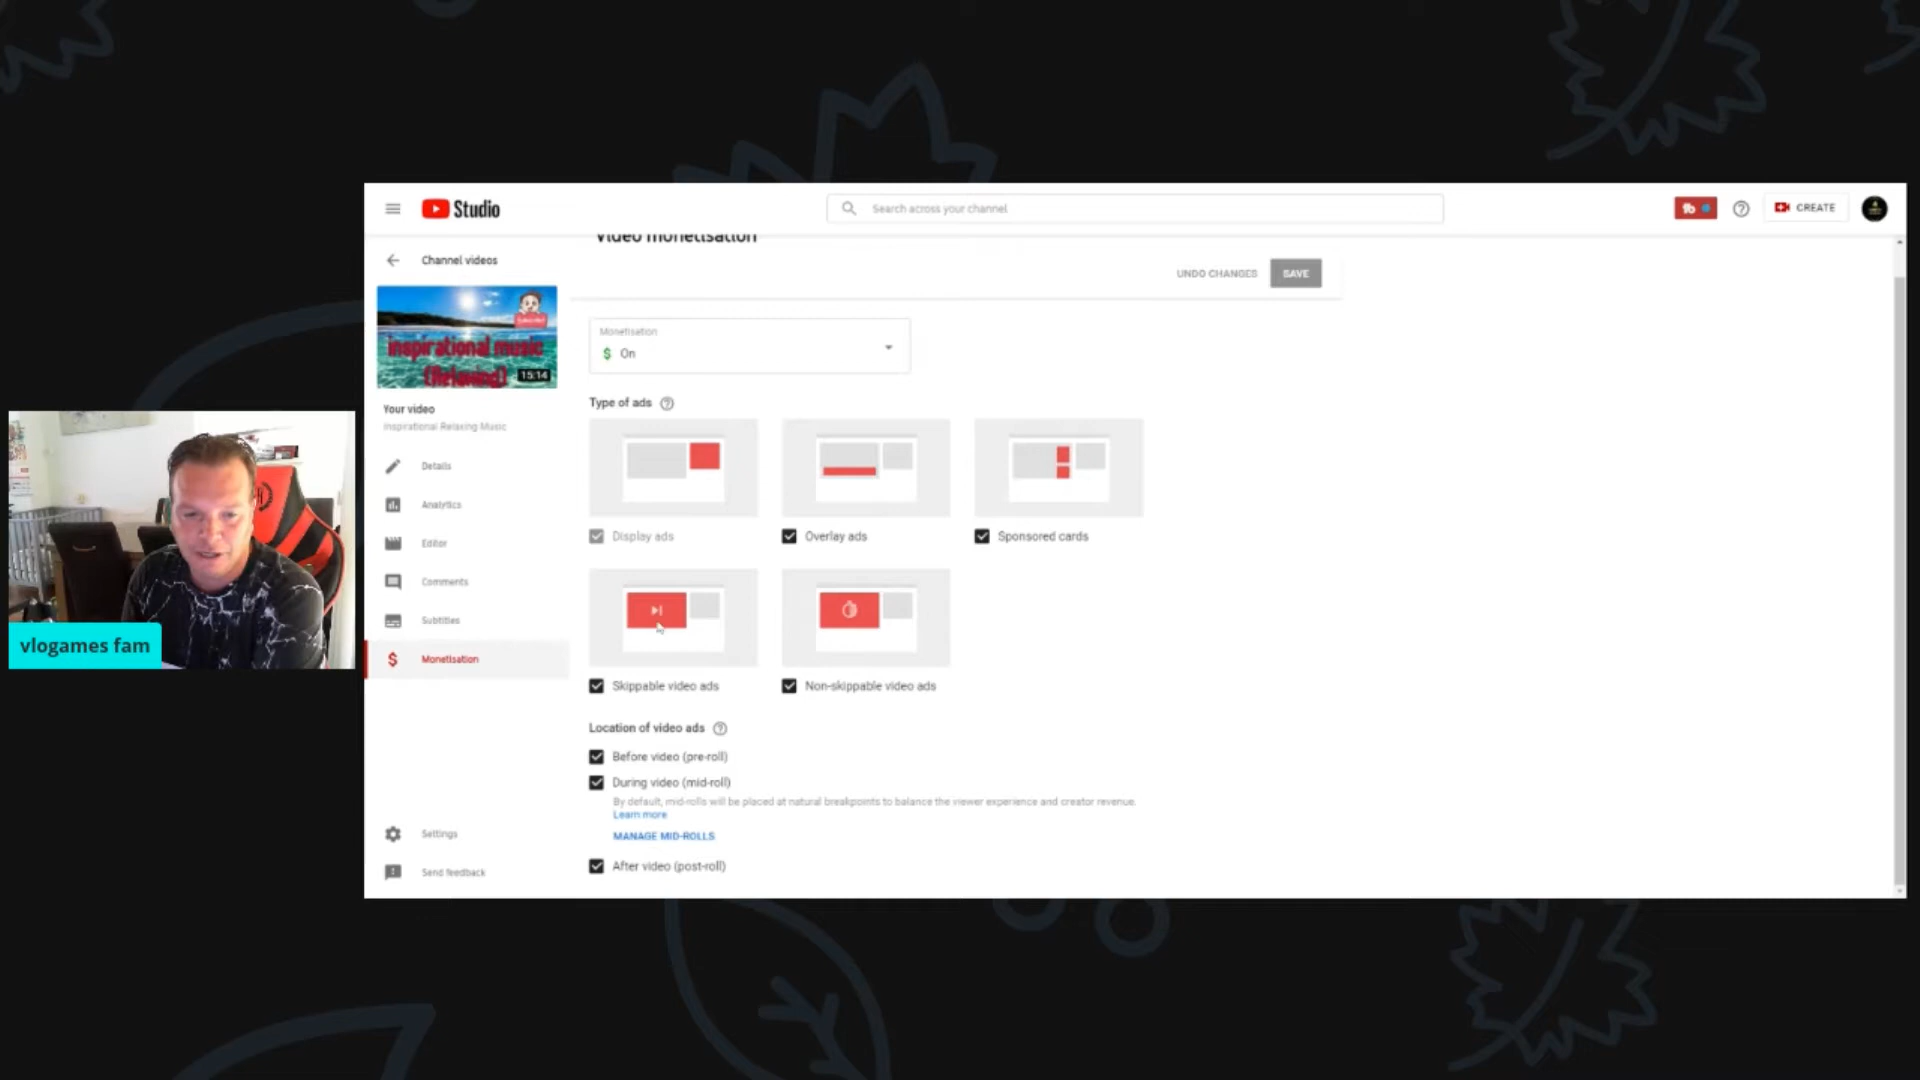 Studio
Search across your channel
CREATE
Video monetisation
Channel videos
UNDO CHANGES
SAVE
inspirational music
(Relaxing)
15:14
Monetisation
$ On
Your video
Inspirational Relaxing Music
Type of ads
Details
Analytics
Editor
Comments
Subtitles
$ Monetisation
Display ads
Overlay ads
Sponsored cards
Skippable video ads
Non-skippable video ads
vlogames fam
Location of video ads
Before video (pre-roll)
During video (mid-roll)
By default, mid-rolls will be placed at natural breakpoints to balance the viewer experience and creator revenue.
Learn more
MANAGE MID-ROLLS
After video (post-roll)
Settings
Send feedback